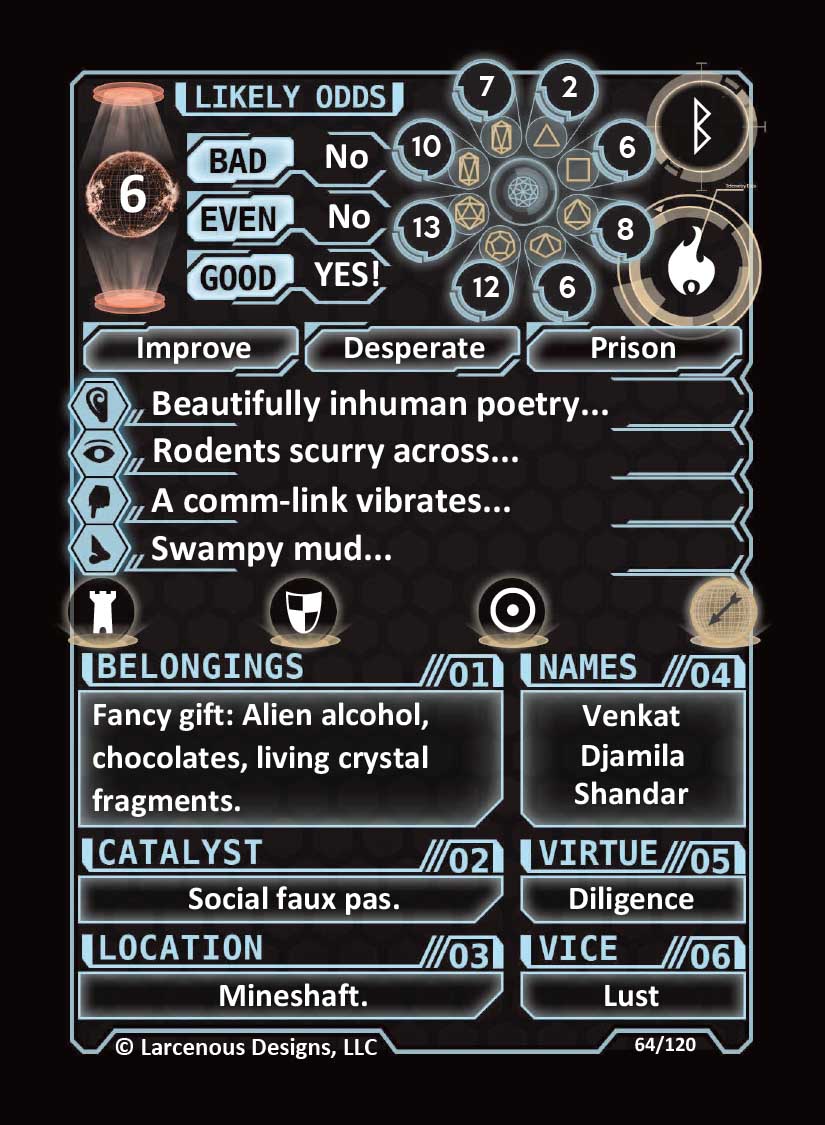 LIKELY ODDS
6
BAD No
EVEN No
GOOD YES!
7
2
10
6
13
8
12
6
ᛒ
Improve
Desperate
Prison
Beautifully inhuman poetry...
Rodents scurry across...
A comm-link vibrates...
Swampy mud...
BELONGINGS ///01
Fancy gift: Alien alcohol,
chocolates, living crystal
fragments.
NAMES ///04
Venkat
Djamila
Shandar
CATALYST ///02
Social faux pas.
VIRTUE ///05
Diligence
LOCATION ///03
Mineshaft.
VICE ///06
Lust
© Larcenous Designs, LLC
64/120